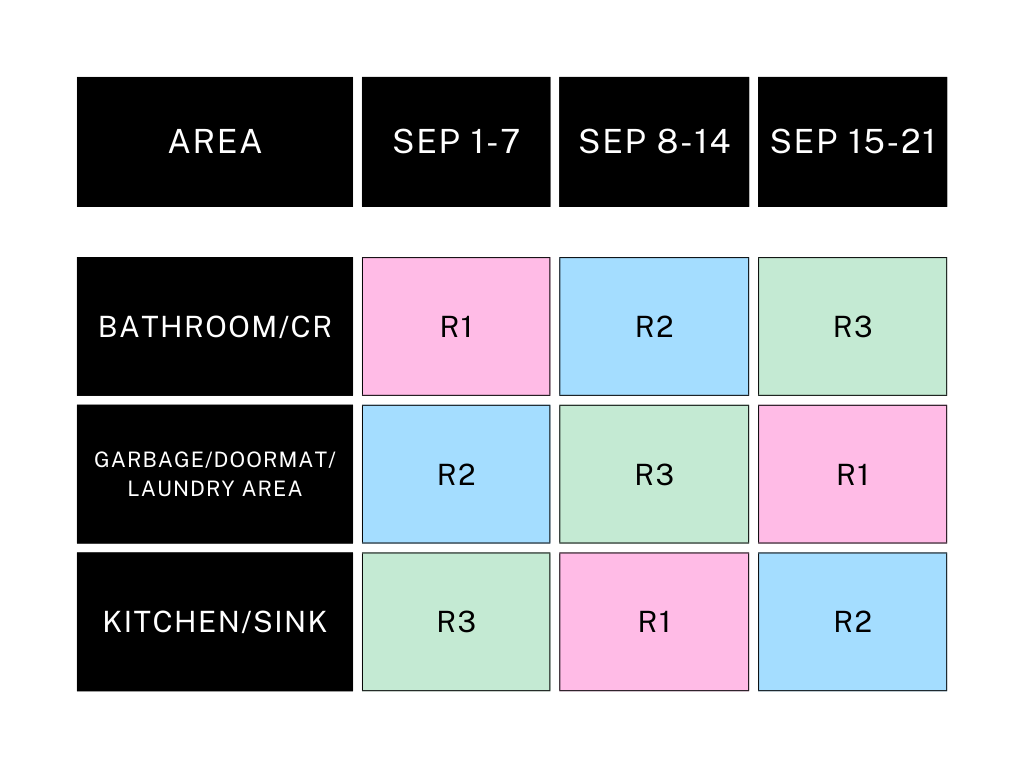 AREA SEP 1-7 SEP 8-14 SEP 15-21
BATHROOM/CR R1 R2 R3
GARBAGE/DOORMAT/
LAUNDRY AREA R2 R3 R1
KITCHEN/SINK R3 R1 R2